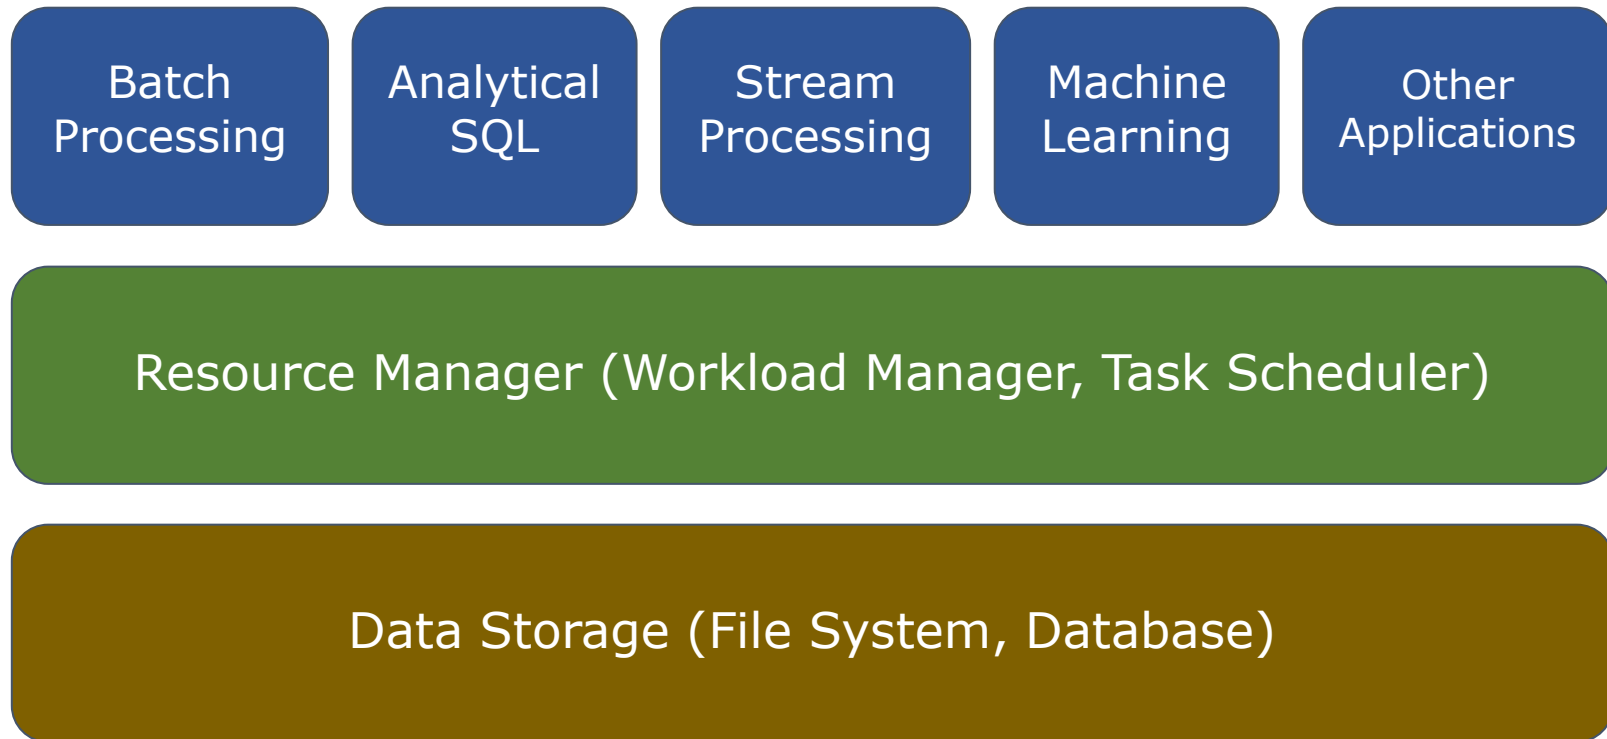 Batch
Processing
Analytical
SQL
Stream
Processing
Machine
Learning
Other
Applications
Resource Manager (Workload Manager, Task Scheduler)
Data Storage (File System, Database)